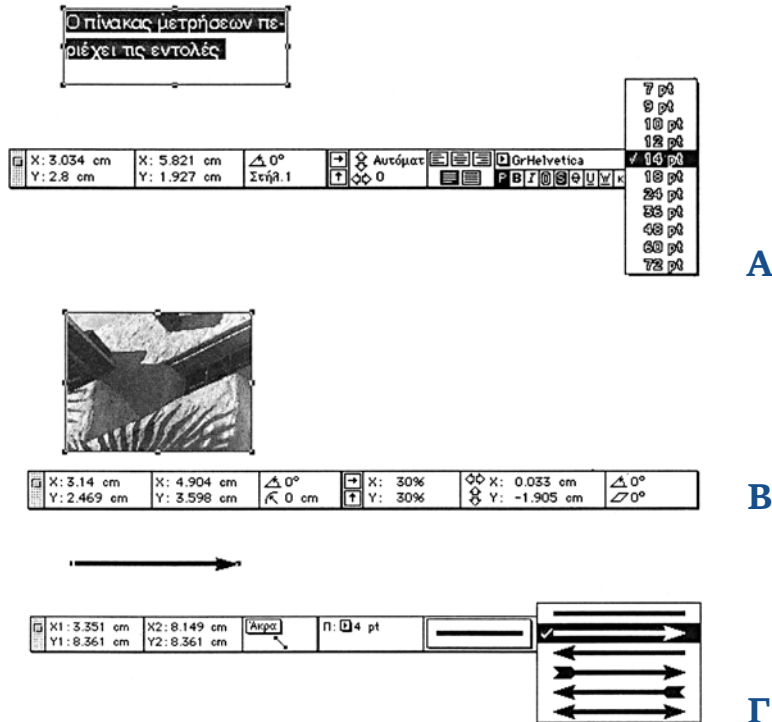 Ο πίνακας μετρήσεων πε-
ριέχει τις εντολές
7 pt
9 pt
10 pt
12 pt
✓ 14 pt
18 pt
24 pt
36 pt
48 pt
60 pt
72 pt
X: 3.034 cm X: 5.821 cm 0° Αυτόματ GrHelvetica
Y: 2.8 cm Y: 1.927 cm Στήλ.1 0 P B I O S U W K
Α
X: 3.14 cm X: 4.904 cm 0° X: 30% X: 0.033 cm 0°
Y: 2.469 cm Y: 3.598 cm 0 cm Y: 30% Y: -1.905 cm 0°
Β
X1: 3.351 cm X2: 8.149 cm Άκρα Π: 4 pt
Y1: 8.361 cm Y2: 8.361 cm
Γ